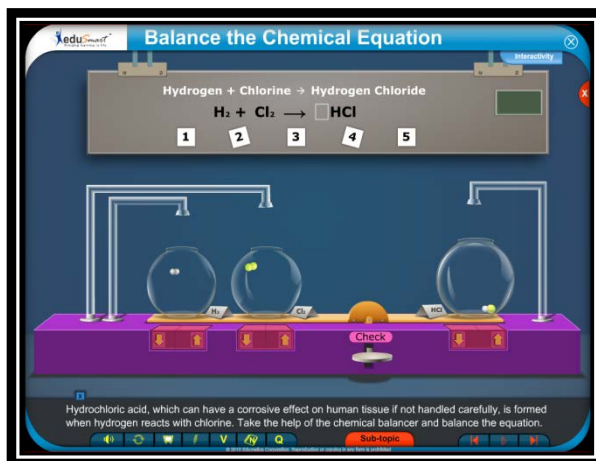 eduSmart
Balance the Chemical Equation
Interactivity
Hydrogen + Chlorine → Hydrogen Chloride
H₂ + Cl₂ → □HCl
1 2 3 4 5
X
H₂
Cl₂
HCl
Check
X
Hydrochloric acid, which can have a corrosive effect on human tissue if not handled carefully, is formed
when hydrogen reacts with chlorine. Take the help of the chemical balancer and balance the equation.
V
Q
Sub-topic